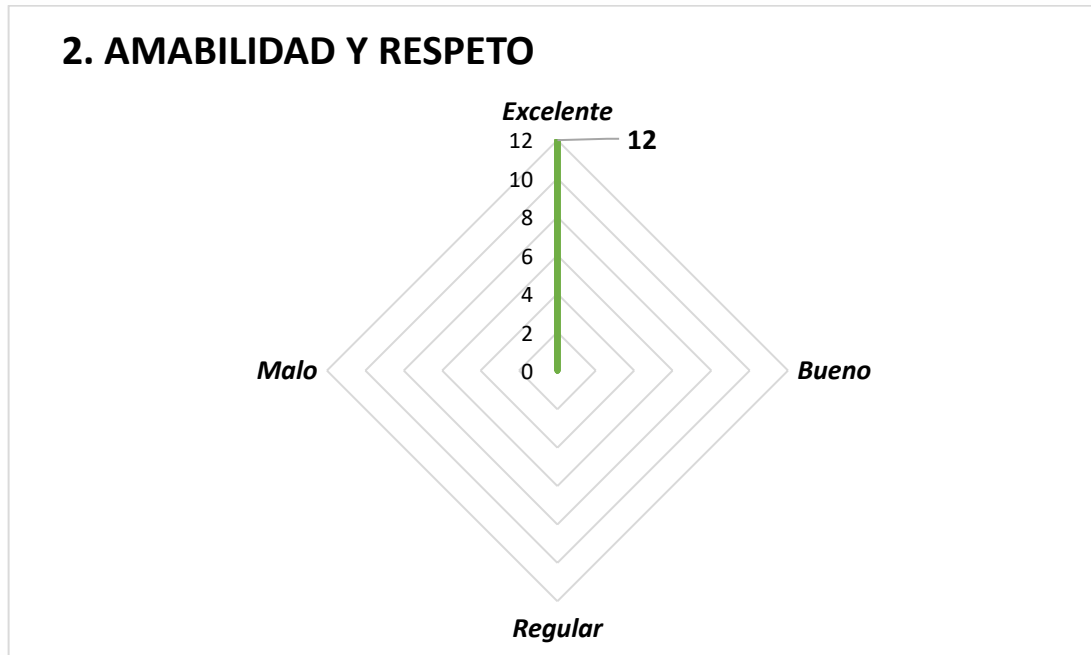 2. AMABILIDAD Y RESPETO
Excelente
12
12
10
8
6
4
2
0
Malo
Bueno
Regular